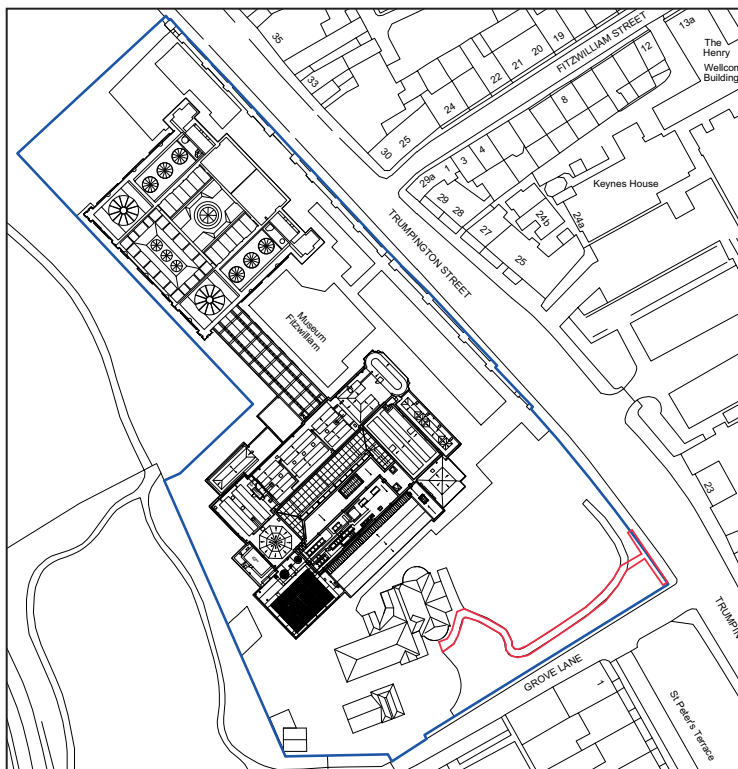 35
33
30
25
24
22
21
20
19
FITZWILLIAM STREET
13a
12
The
Henry
Wellcom
Building
8
29a
1
3
4
29
28
27
24b
24a
25
Keynes House
TRUMPINGTON STREET
Museum
Fitzwilliam
23
TRUMPIN
GROVE LANE
1
St Peter's Terrace